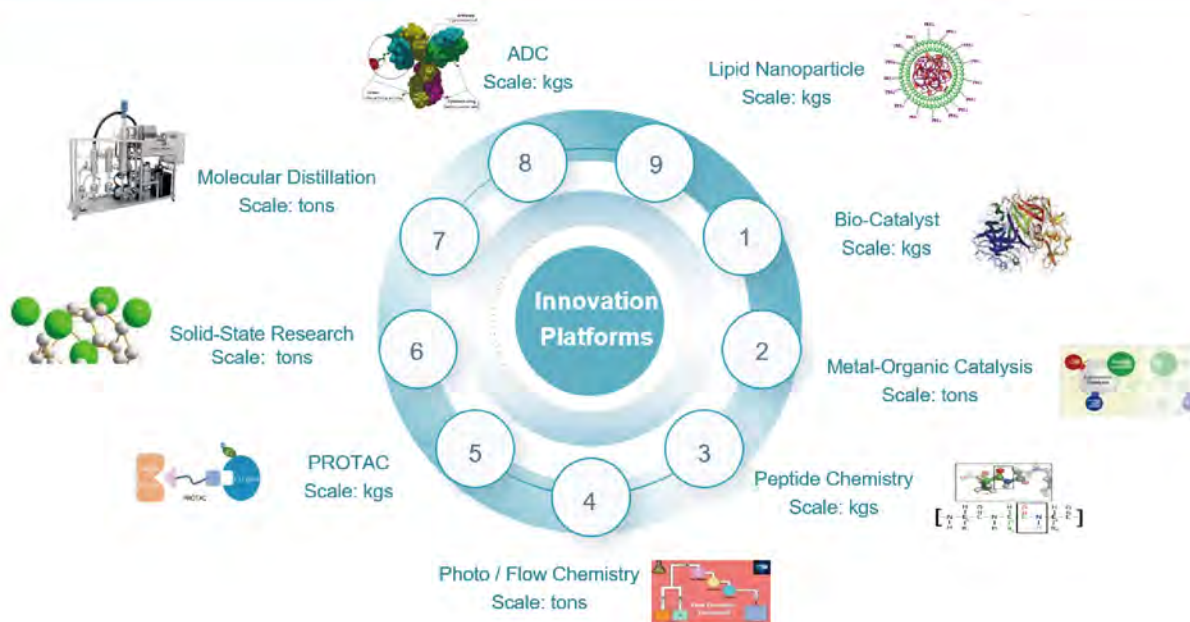 ADC
Scale: kgs
Lipid Nanoparticle
Scale: kgs
Molecular Distillation
Scale: tons
8
9
7
1
Bio-Catalyst
Scale: kgs
Innovation
Platforms
Solid-State Research
Scale: tons
6
2
Metal-Organic Catalysis
Scale: tons
PROTAC
Scale: kgs
PROTAC
5
3
4
Peptide Chemistry
Scale: kgs
Photo / Flow Chemistry
Scale: tons